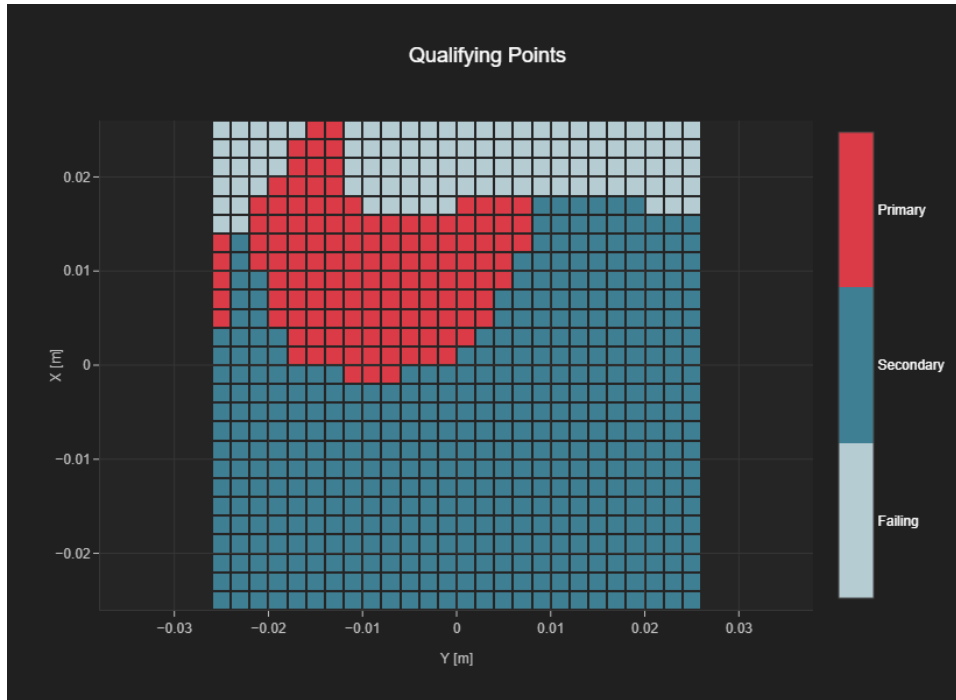 Qualifying Points
0.02
0.01
0
−0.01
−0.02
X [m]
−0.03
−0.02
−0.01
0
0.01
0.02
0.03
Y [m]
Primary
Secondary
Failing